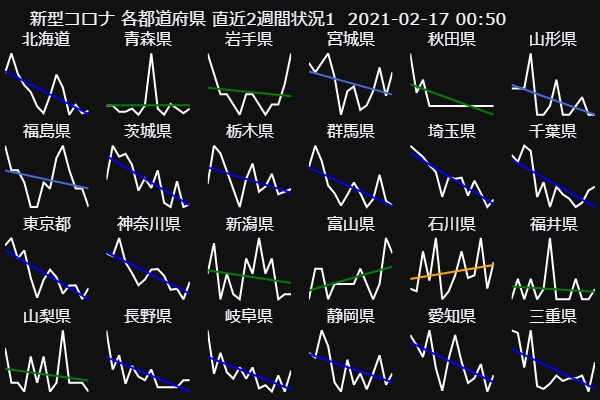 新型コロナ 各都道府県 直近2週間状況1 2021-02-17 00:50
北海道 青森県 岩手県 宮城県 秋田県 山形県
福島県 茨城県 栃木県 群馬県 埼玉県 千葉県
東京都 神奈川県 新潟県 富山県 石川県 福井県
山梨県 長野県 岐阜県 静岡県 愛知県 三重県